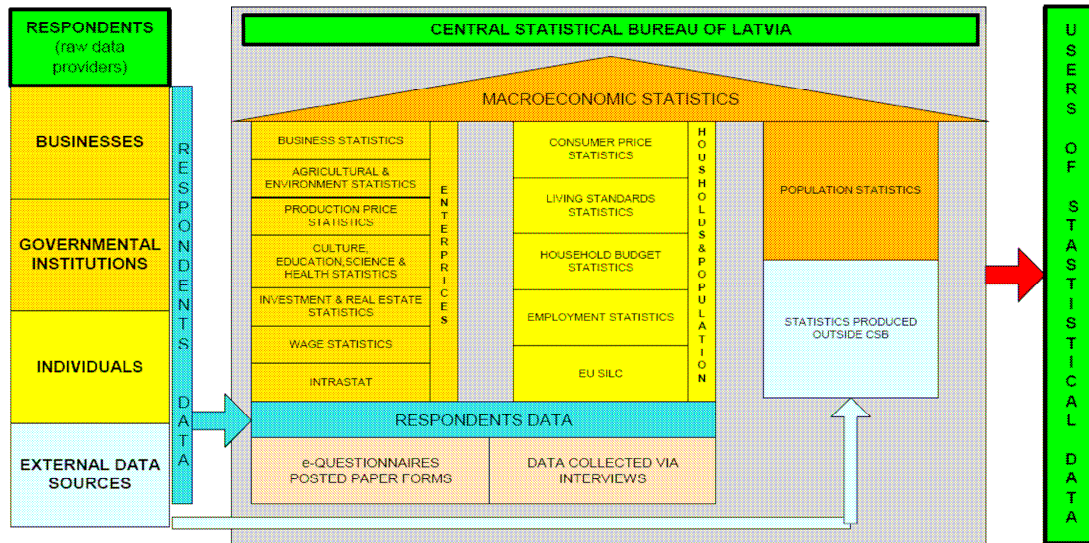 RESPONDENTS
(raw data
providers)
BUSINESSES
GOVERNMENTAL
INSTITUTIONS
INDIVIDUALS
EXTERNAL DATA
SOURCES
RESPONDENTS DATA
CENTRAL STATISTICAL BUREAU OF LATVIA
MACROECONOMIC STATISTICS
BUSINESS STATISTICS
AGRICULTURAL &
ENVIRONMENT STATISTICS
PRODUCTION PRICE
STATISTICS
CULTURE,
EDUCATION,SCIENCE &
HEALTH STATISTICS
INVESTMENT & REAL ESTATE
STATISTICS
WAGE STATISTICS
INTRASTAT
ENTERPRICES
CONSUMER PRICE
STATISTICS
LIVING STANDARDS
STATISTICS
HOUSEHOLD BUDGET
STATISTICS
EMPLOYMENT STATISTICS
EU SILC
HOUSHOLDS&POPULATION
POPULATION STATISTICS
STATISTICS PRODUCED
OUTSIDE CSB
RESPONDENTS DATA
e-QUESTIONNAIRES
POSTED PAPER FORMS
DATA COLLECTED VIA
INTERVIEWS
USERS OF STASTISTICAL DATA